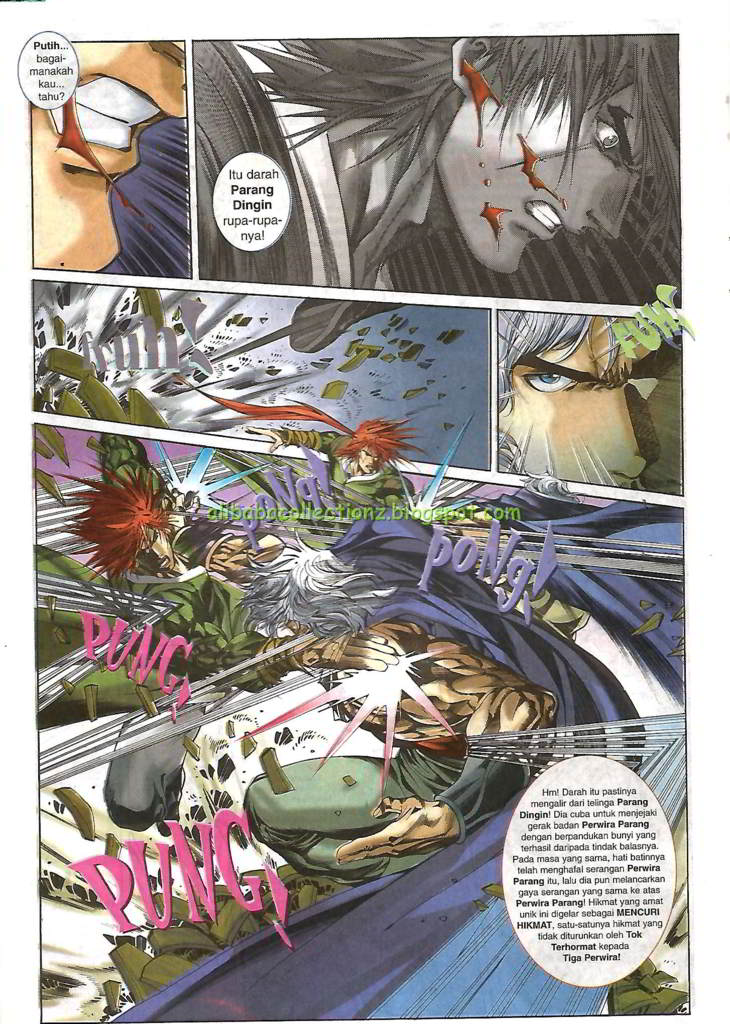 Putih...
bagai-
manakah
kau...
tahu?
Itu darah
Parang
Dingin
rupa-rupa-
nya!
PONG!
alibabacollectionz.blogspot.com
PONG!
PUNG!
PUNG!
Hm! Darah itu pastinya
mengalir dari telinga Parang
Dingin! Dia cuba untuk menjejaki
gerak badan Perwira Parang
dengan berpandukan bunyi yang
terhasil daripada tindak balasnya.
Pada masa yang sama, hati batinnya
telah menghafal serangan Perwira
Parang itu, lalu dia pun melancarkan
gaya serangan yang sama ke atas
Perwira Parang! Hikmat yang amat
unik ini digelar sebagai MENCURI
HIKMAT, satu-satunya hikmat yang
tidak diturunkan oleh Tok
Terhormat kepada
Tiga Perwira!